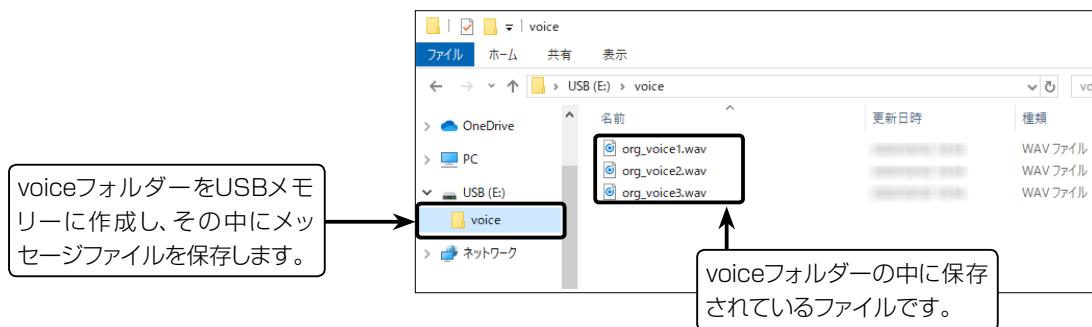 voice
ファイル ホーム 共有 表示
USB (E:) › voice vo
名前 更新日時 種類
OneDrive
PC
USB (E:)
voice
ネットワーク
org_voice1.wav WAV ファイル
org_voice2.wav WAV ファイル
org_voice3.wav WAV ファイル
voiceフォルダーをUSBメモ
リーに作成し、その中にメッ
セージファイルを保存します。
voiceフォルダーの中に保存
されているファイルです。